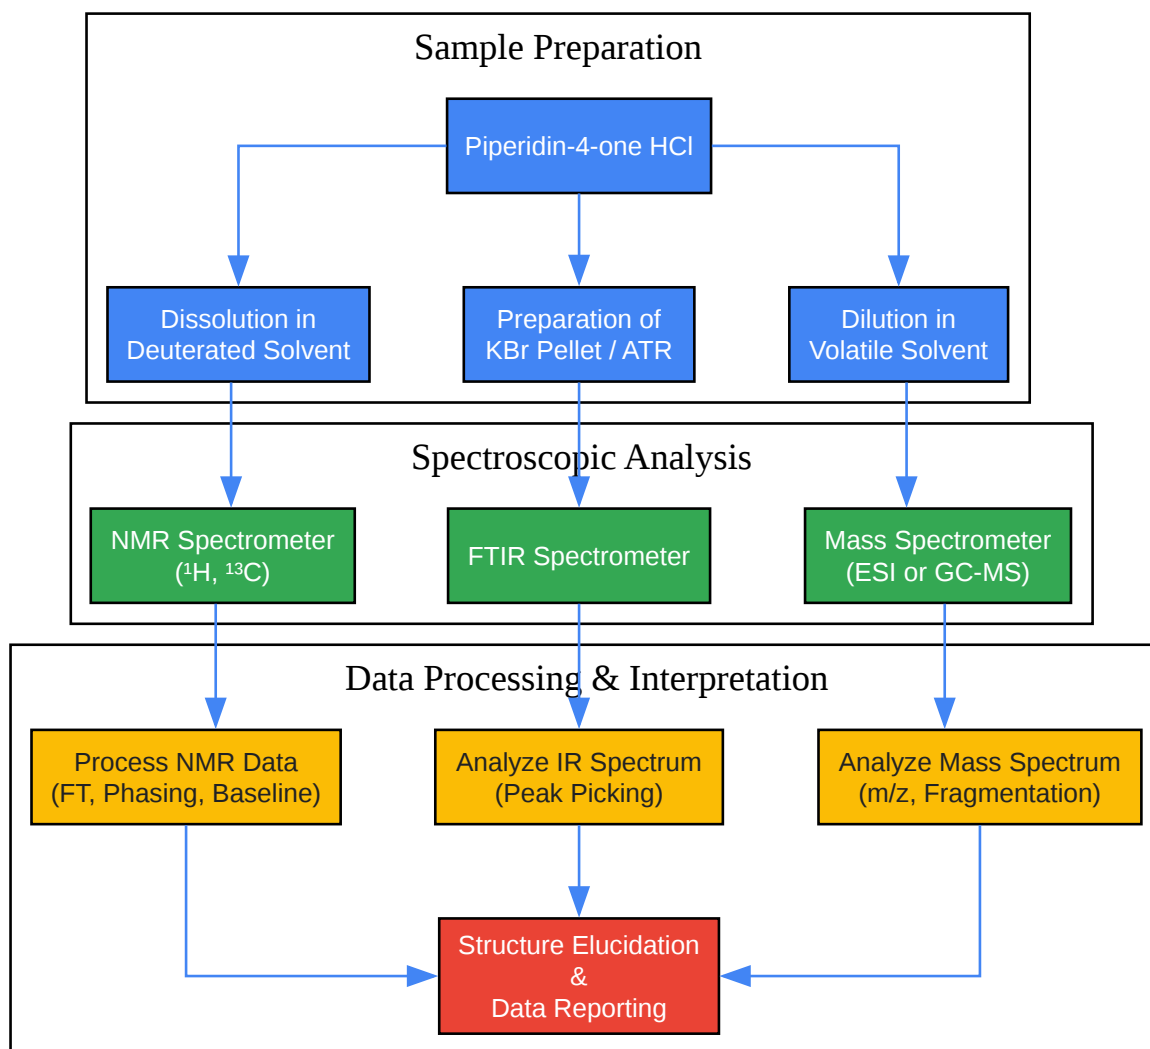 Sample Preparation
Piperidin-4-one HCl
Dissolution in
Deuterated Solvent
Preparation of
KBr Pellet / ATR
Dilution in
Volatile Solvent
Spectroscopic Analysis
NMR Spectrometer
(¹H, ¹³C)
FTIR Spectrometer
Mass Spectrometer
(ESI or GC-MS)
Data Processing & Interpretation
Process NMR Data
(FT, Phasing, Baseline)
Analyze IR Spectrum
(Peak Picking)
Analyze Mass Spectrum
(m/z, Fragmentation)
Structure Elucidation
&
Data Reporting